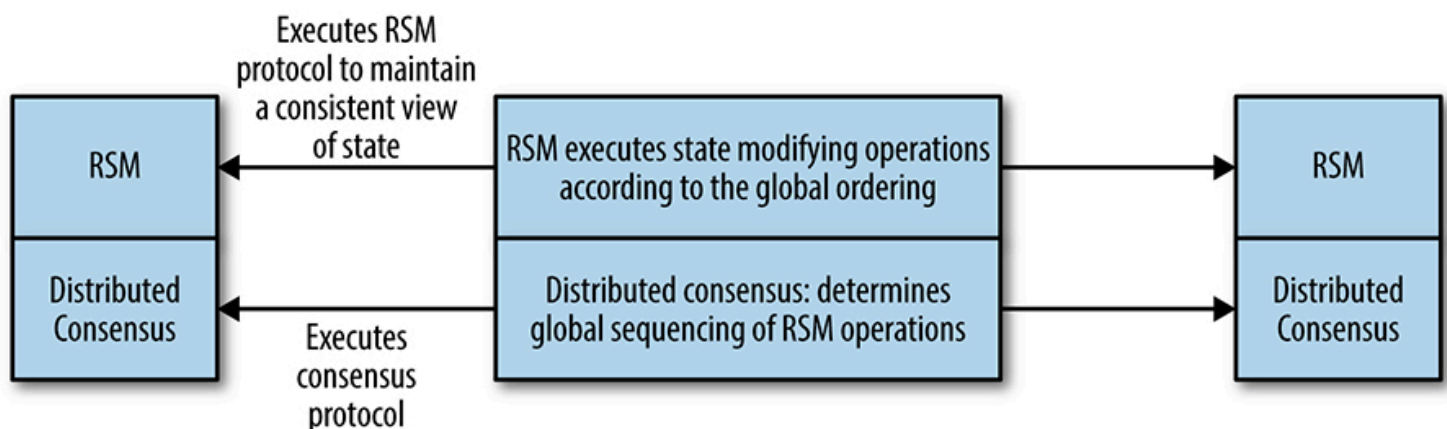 Executes RSM
protocol to maintain
a consistent view
of state
RSM
RSM executes state modifying operations
according to the global ordering
RSM
Distributed
Consensus
Distributed consensus: determines
global sequencing of RSM operations
Distributed
Consensus
Executes
consensus
protocol